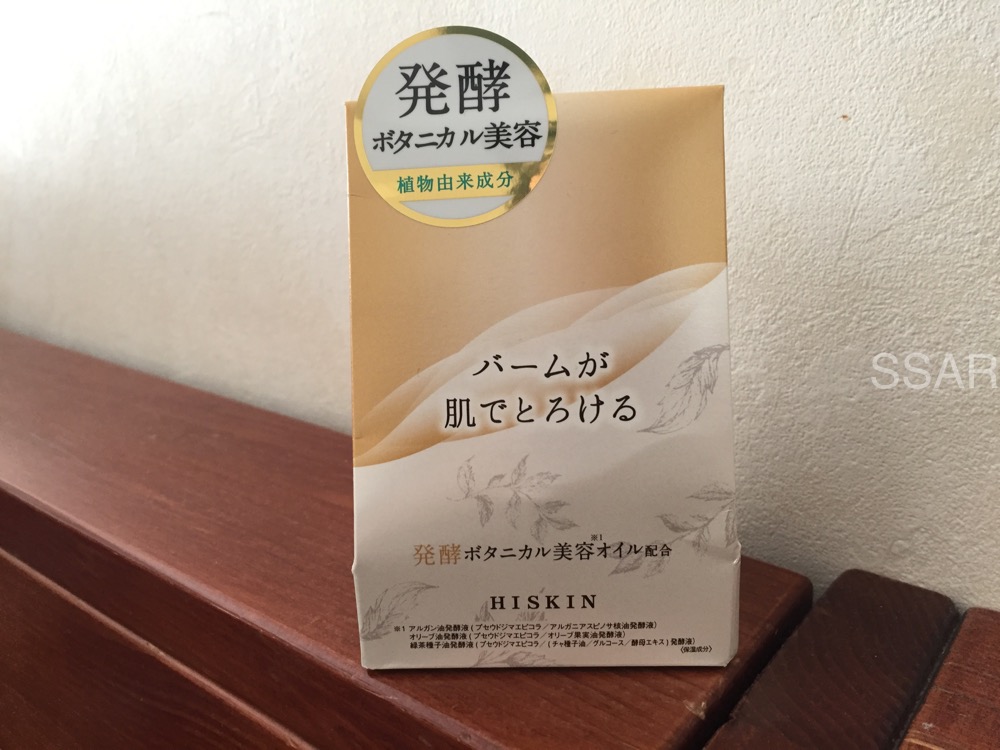 発酵
ボタニカル美容
植物由来成分
バームが
肌でとろける
発酵ボタニカル美容オイル※1配合
HISKIN
※1 アルガン油発酵液(プセウドジマエピコラ/アルガニアスピノサ核油発酵液)
オリーブ油発酵液(プセウドジマエピコラ/オリーブ果実油発酵液)
緑茶種子油発酵液(プセウドジマエピコラ/(チャ種子油/グルコース/酵母エキス)発酵液)
〈保湿成分〉
SSAR